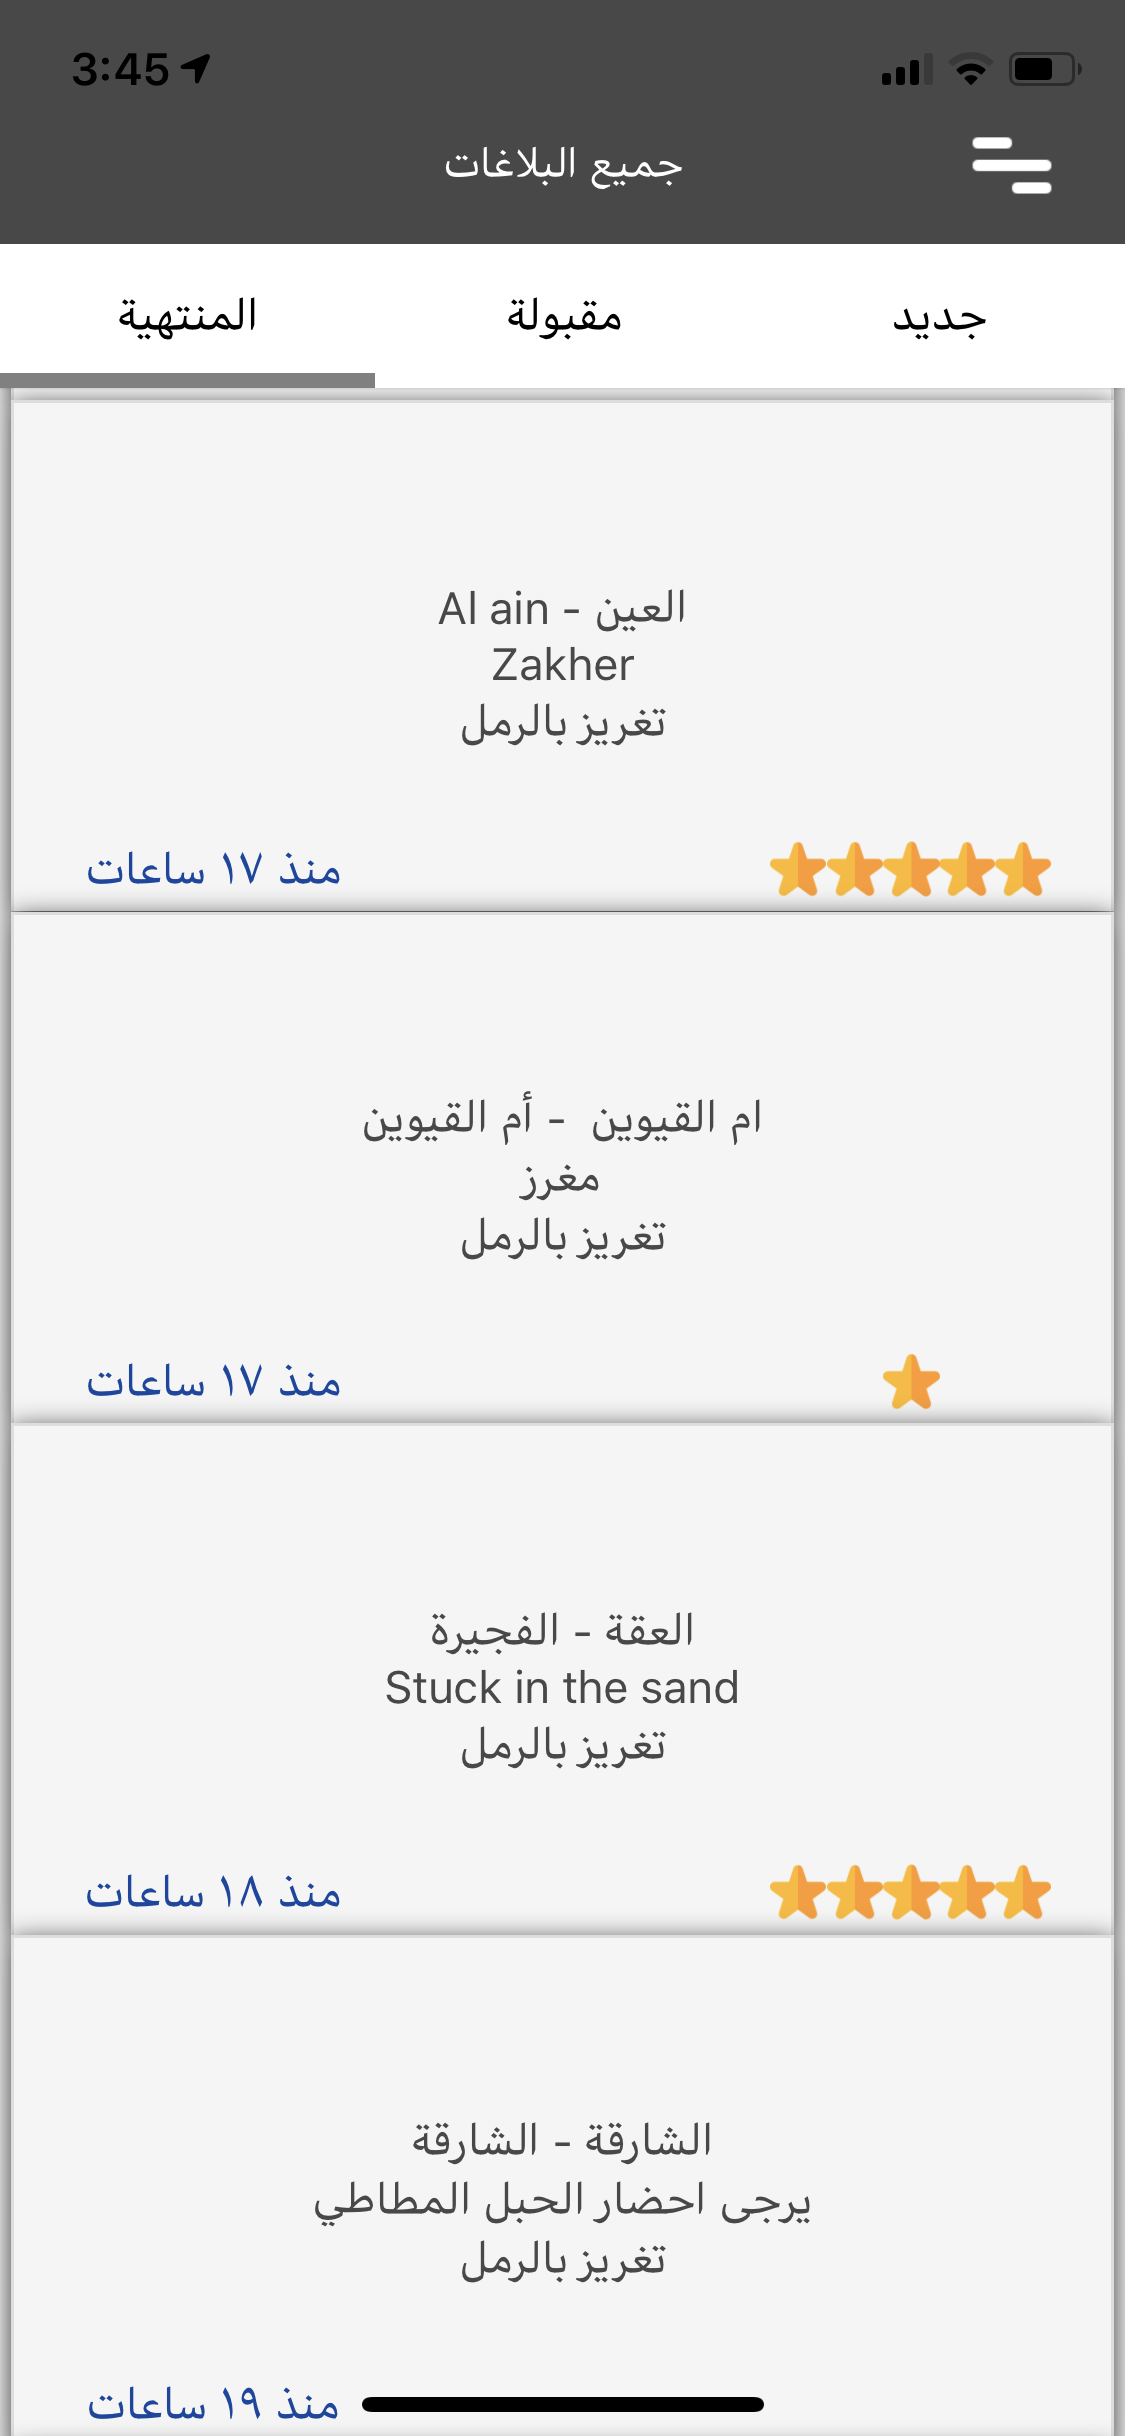 3:45
جميع البلاغات
جديد
مقبولة
المنتهية
العين - Al ain
Zakher
تغريز بالرمل
منذ ١٧ ساعات
ام القيوين - أم القيوين
مغرز
تغريز بالرمل
منذ ١٧ ساعات
العقة - الفجيرة
Stuck in the sand
تغريز بالرمل
منذ ١٨ ساعات
الشارقة - الشارقة
يرجى احضار الحبل المطاطي
تغريز بالرمل
منذ ١٩ ساعات